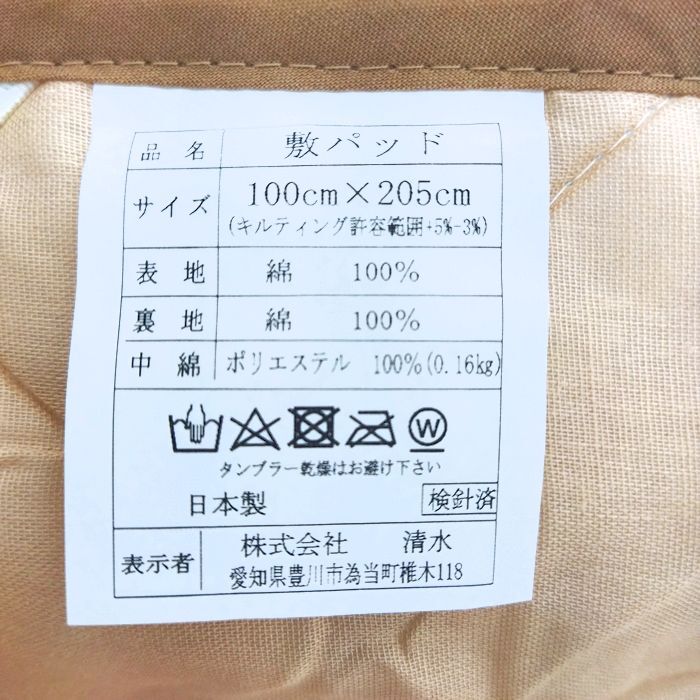 品名 敷パッド
サイズ 100cm×205cm
(キルティング許容範囲+5%-3%)
表地 綿 100%
裏地 綿 100%
中綿 ポリエステル 100%(0.16kg)
W
タンブラー乾燥はお避け下さい
日本製 検針済
表示者 株式会社 清水
愛知県豊川市為当町椎木118